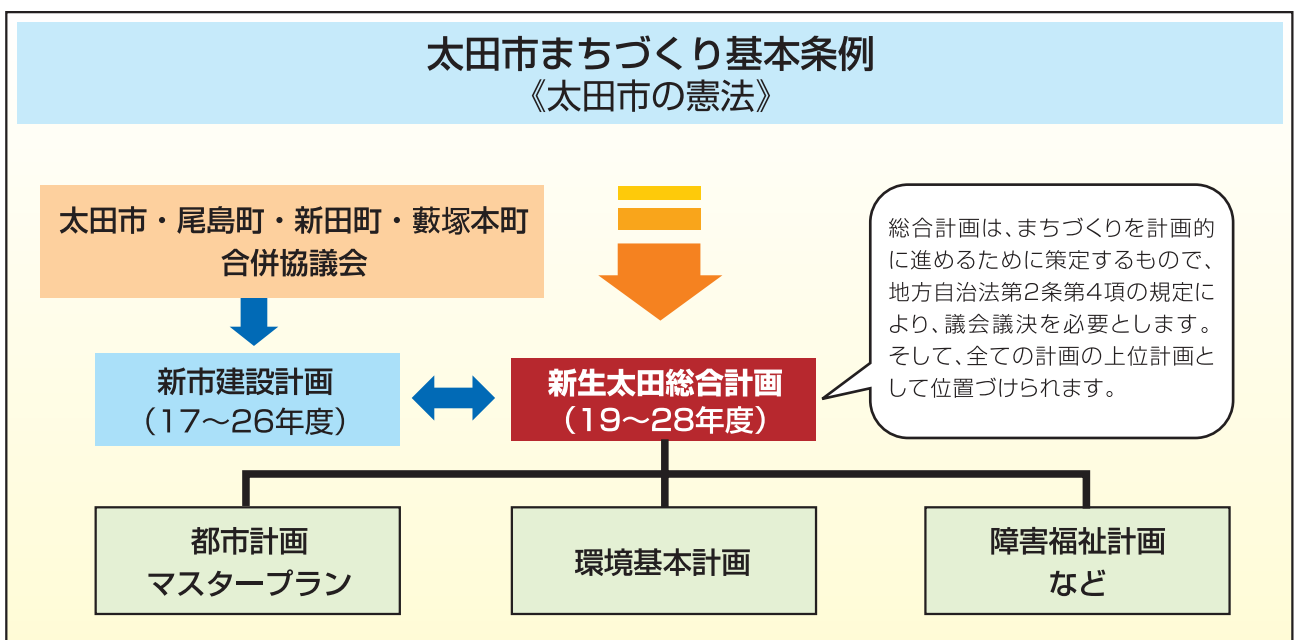 太田市まちづくり基本条例
《太田市の憲法》
太田市・尾島町・新田町・藪塚本町
合併協議会
総合計画は、まちづくりを計画的
に進めるために策定するもので、
地方自治法第2条第4項の規定に
より、議会議決を必要とします。
そして、全ての計画の上位計画と
して位置づけられます。
新市建設計画
（17～26年度）
新生太田総合計画
（19～28年度）
都市計画
マスタープラン
環境基本計画
障害福祉計画
など